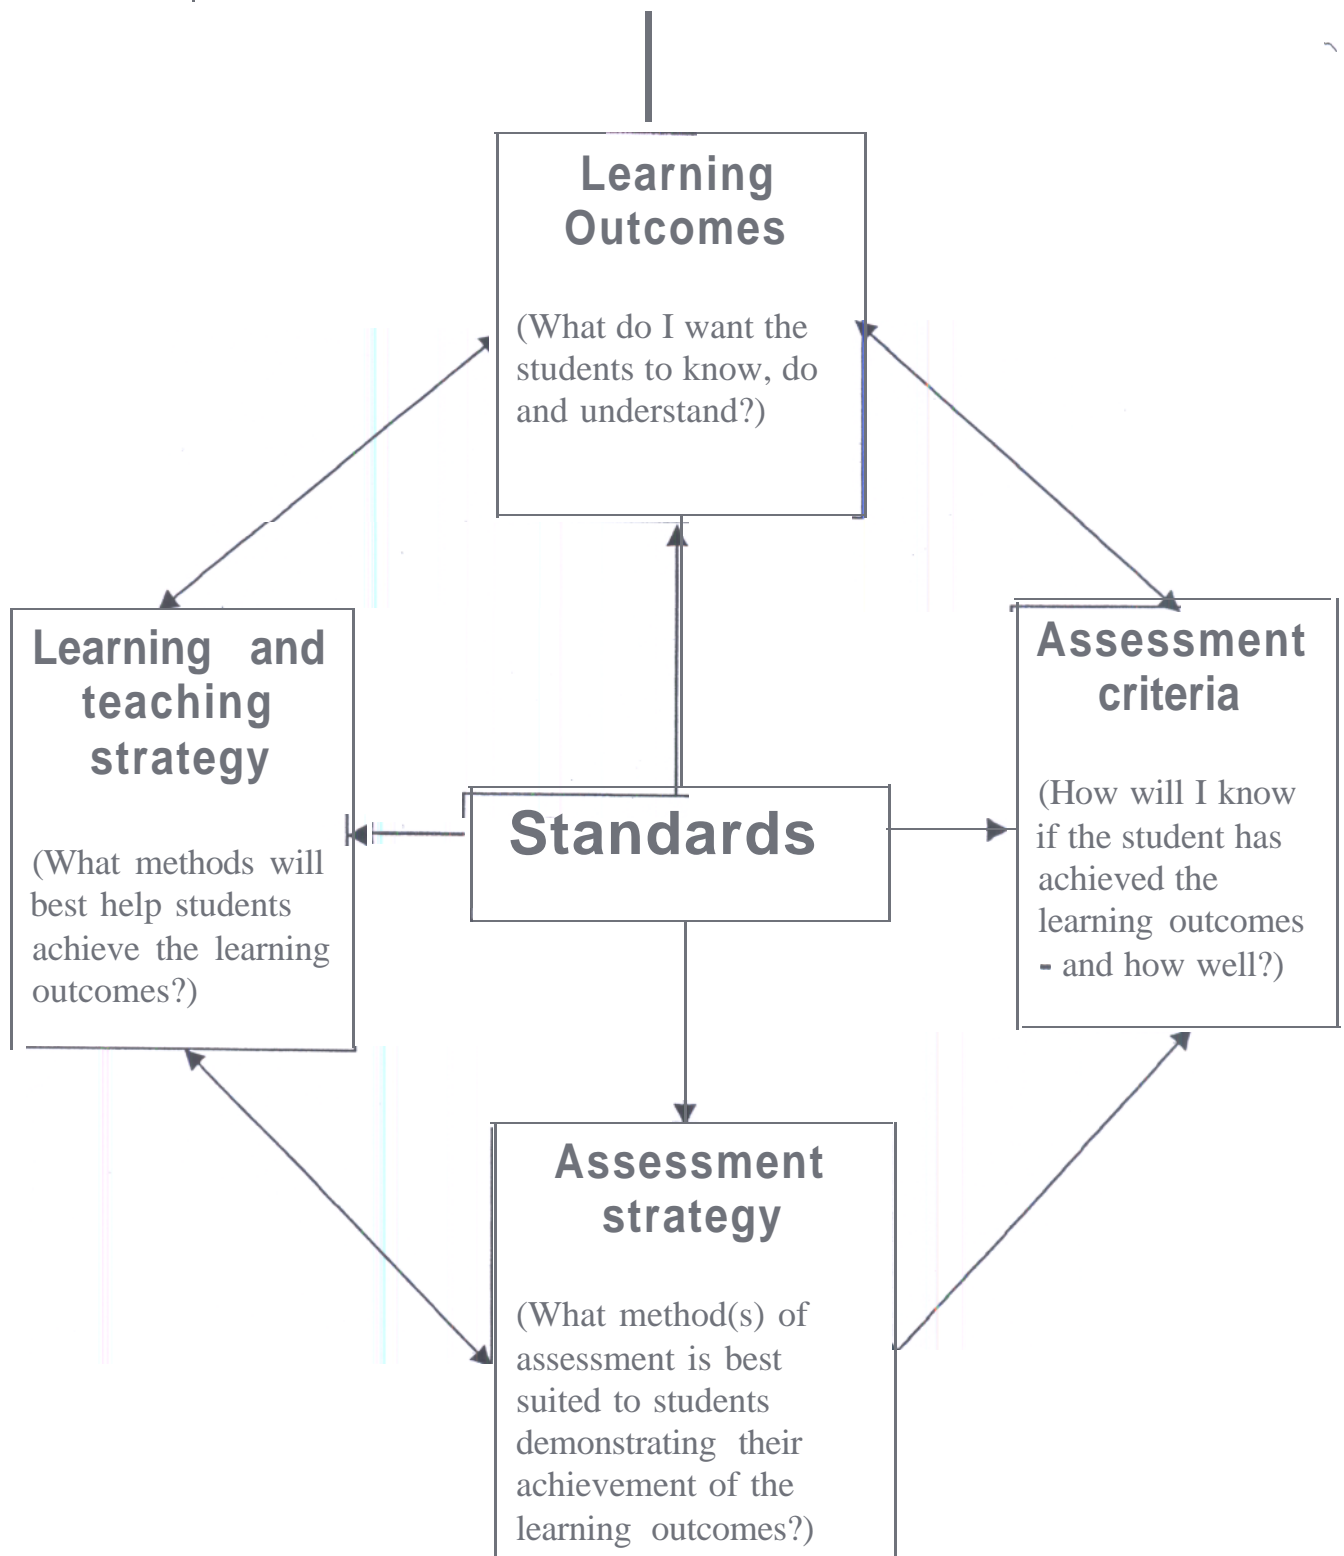 Learning
Outcomes
(What do I want the
students to know, do
and understand?)
Learning and
teaching
strategy
(What methods will
best help students
achieve the learning
outcomes?)
Standards
Assessment
criteria
(How will I know
if the student has
achieved the
learning outcomes
- and how well?)
Assessment
strategy
(What method(s) of
assessment is best
suited to students
demonstrating their
achievement of the
learning outcomes?)